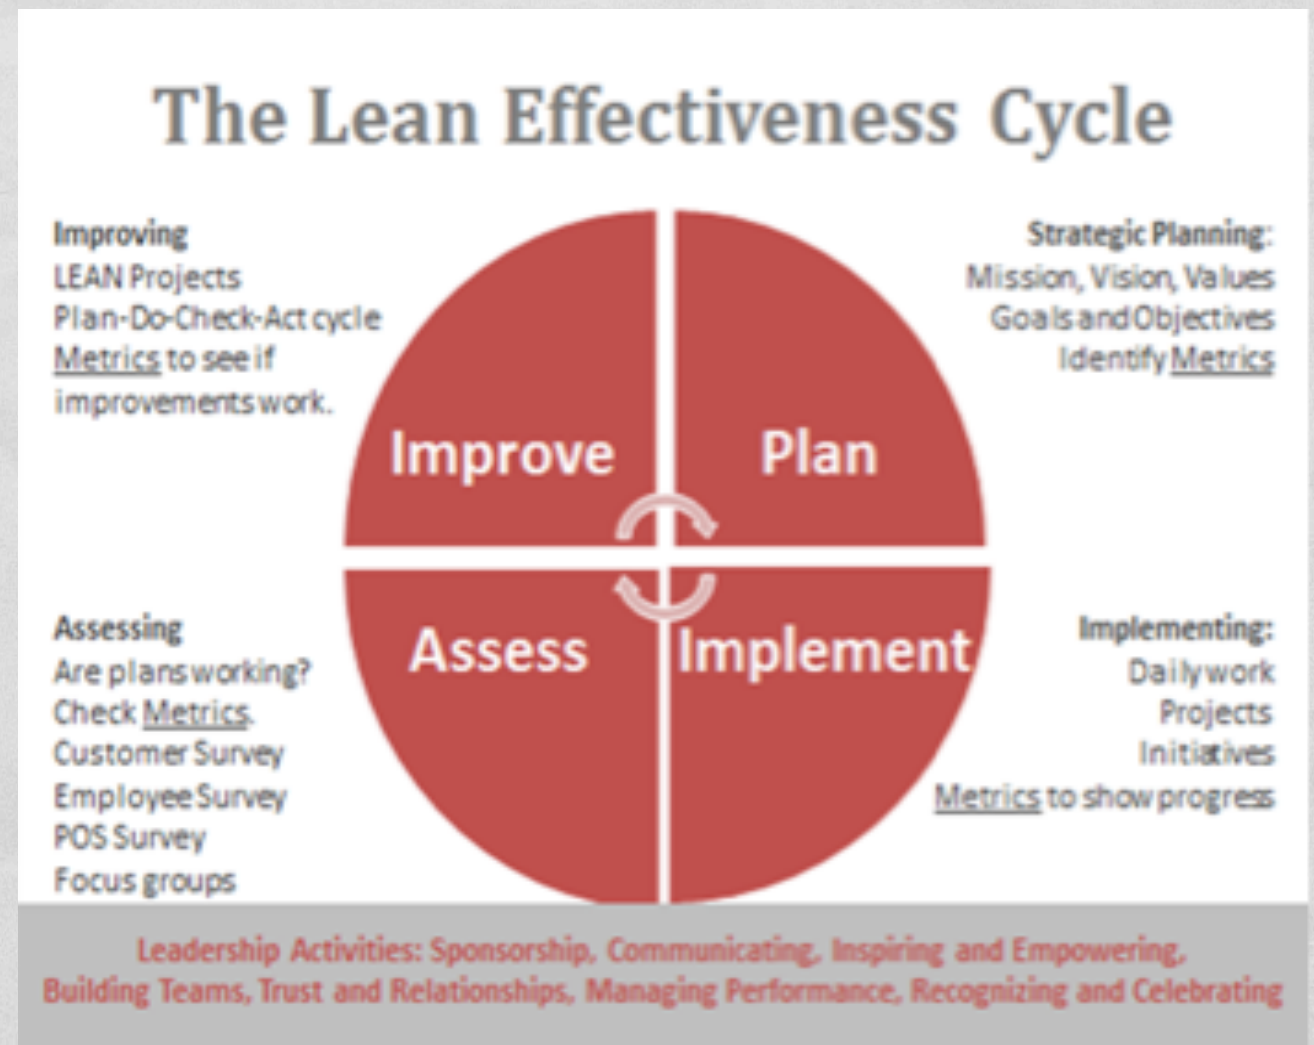 The Lean Effectiveness Cycle
Improving
LEAN Projects
Plan-Do-Check-Act cycle
Metrics to see if
improvements work.
Strategic Planning:
Mission, Vision, Values
Goals and Objectives
Identify Metrics
Improve
Plan
Assess
Implement
Assessing
Are plans working?
Check Metrics.
Customer Survey
Employee Survey
POS Survey
Focus groups
Implementing:
Daily work
Projects
Initiatives
Metrics to show progress
Leadership Activities: Sponsorship, Communicating, Inspiring and Empowering,
Building Teams, Trust and Relationships, Managing Performance, Recognizing and Celebrating